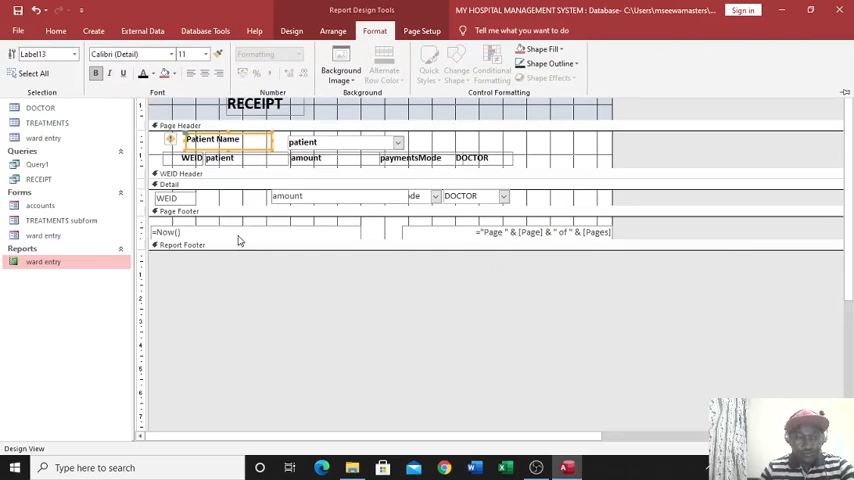 Report Design Tools
MY HOSPITAL MANAGEMENT SYSTEM : Database- C:\Users\mseewamasters\
Sign in
File
Home
Create
External Data
Database Tools
Design
Arrange
Format
Page Setup
Tell me what you want to do
Label13
Select All
Selection
Calibri (Detail)
11
B I U
Font
Number
Background Image
Alternate Row Color
Background
Quick Styles
Change Shape
Conditional Formatting
Shape Fill
Shape Outline
Shape Effects
Control Formatting
DOCTOR
TREATMENTS
ward entry
Queries
Query1
RECEIPT
Forms
accounts
TREATMENTS subform
ward entry
Reports
ward entry
RECEIPT
Page Header
Patient Name
patient
WEID patient amount paymentsMode DOCTOR
WEID Header
Detail
WEID
amount
de
DOCTOR
Page Footer
=Now()
="Page " & [Page] & " of " & [Pages]
Report Footer
Design View
Type here to search